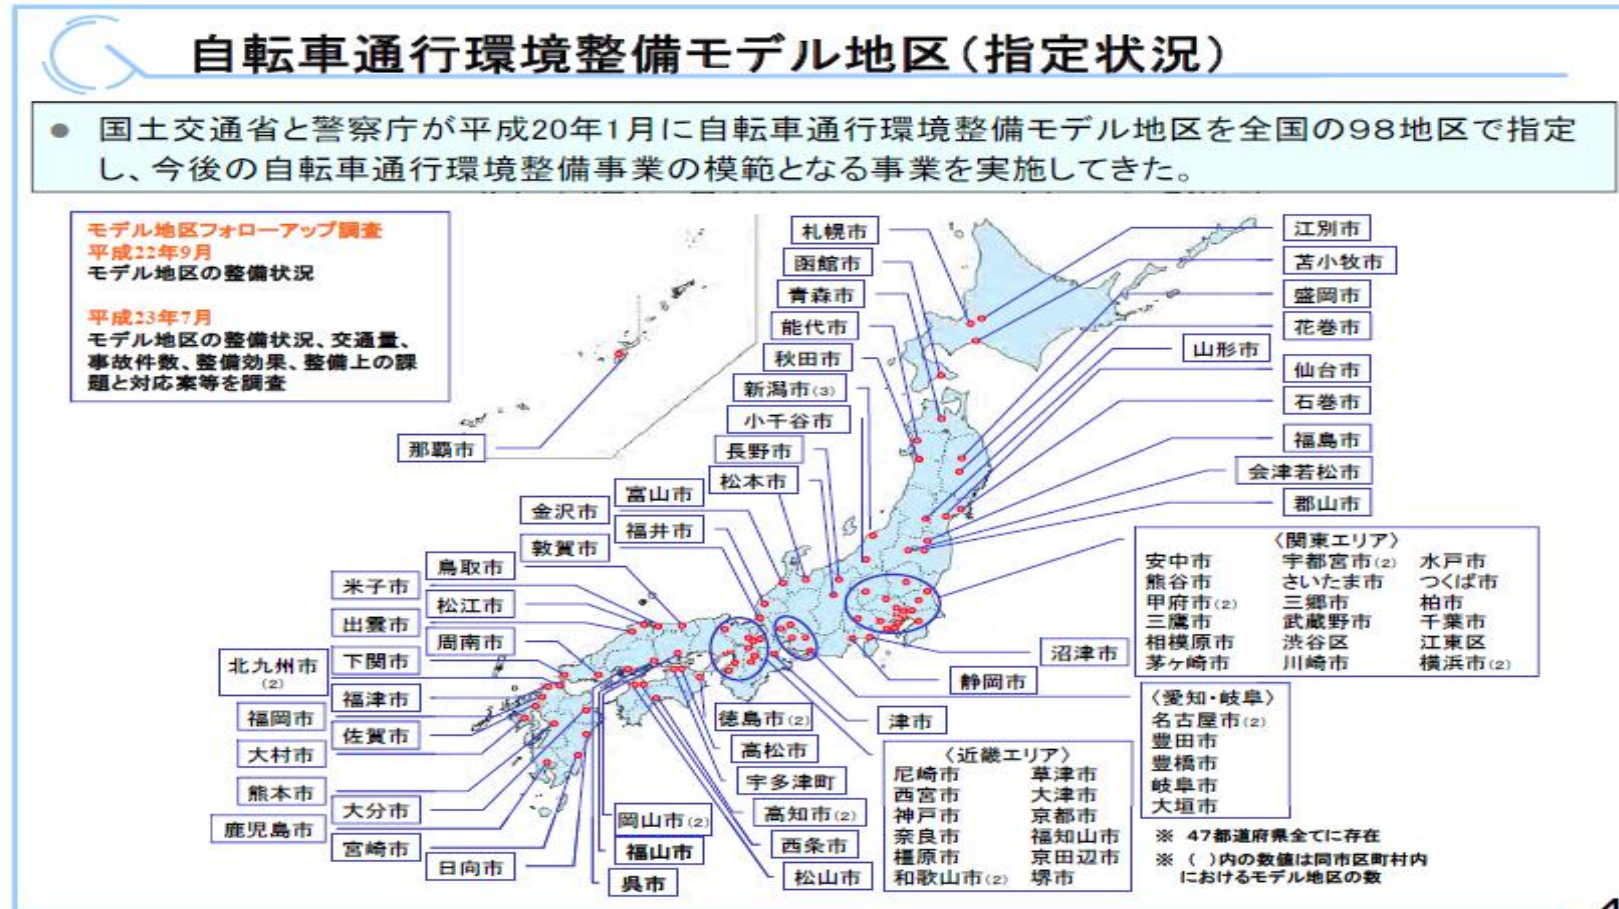 自転車通行環境整備モデル地区(指定状況)
● 国土交通省と警察庁が平成20年1月に自転車通行環境整備モデル地区を全国の98地区で指定
し、今後の自転車通行環境整備事業の模範となる事業を実施してきた。
モデル地区フォローアップ調査
平成22年9月
モデル地区の整備状況
平成23年7月
モデル地区の整備状況、交通量、
事故件数、整備効果、整備上の課
題と対応案等を調査
札幌市
函館市
青森市
能代市
秋田市
新潟市(3)
小千谷市
長野市
松本市
富山市
金沢市
福井市
敦賀市
鳥取市
米子市
松江市
出雲市
周南市
下関市
北九州市
(2)
福津市
福岡市
佐賀市
大村市
熊本市
大分市
鹿児島市
宮崎市
日向市
那覇市
江別市
苫小牧市
盛岡市
花巻市
山形市
仙台市
石巻市
福島市
会津若松市
郡山市
〈関東エリア〉
安中市 宇都宮市(2) 水戸市
熊谷市 さいたま市 つくば市
甲府市(2) 三郷市 柏市
三鷹市 武蔵野市 千葉市
相模原市 渋谷区 江東区
茅ヶ崎市 川崎市 横浜市(2)
沼津市
静岡市
津市
〈愛知・岐阜〉
名古屋市(2)
豊田市
豊橋市
岐阜市
大垣市
〈近畿エリア〉
尼崎市 草津市
西宮市 大津市
神戸市 京都市
奈良市 福知山市
橿原市 京田辺市
和歌山市(2) 堺市
徳島市(2)
高松市
宇多津町
高知市(2)
西条市
松山市
岡山市(2)
福山市
呉市
※ 47都道府県全てに存在
※ ( )内の数値は同市区町村内
におけるモデル地区の数